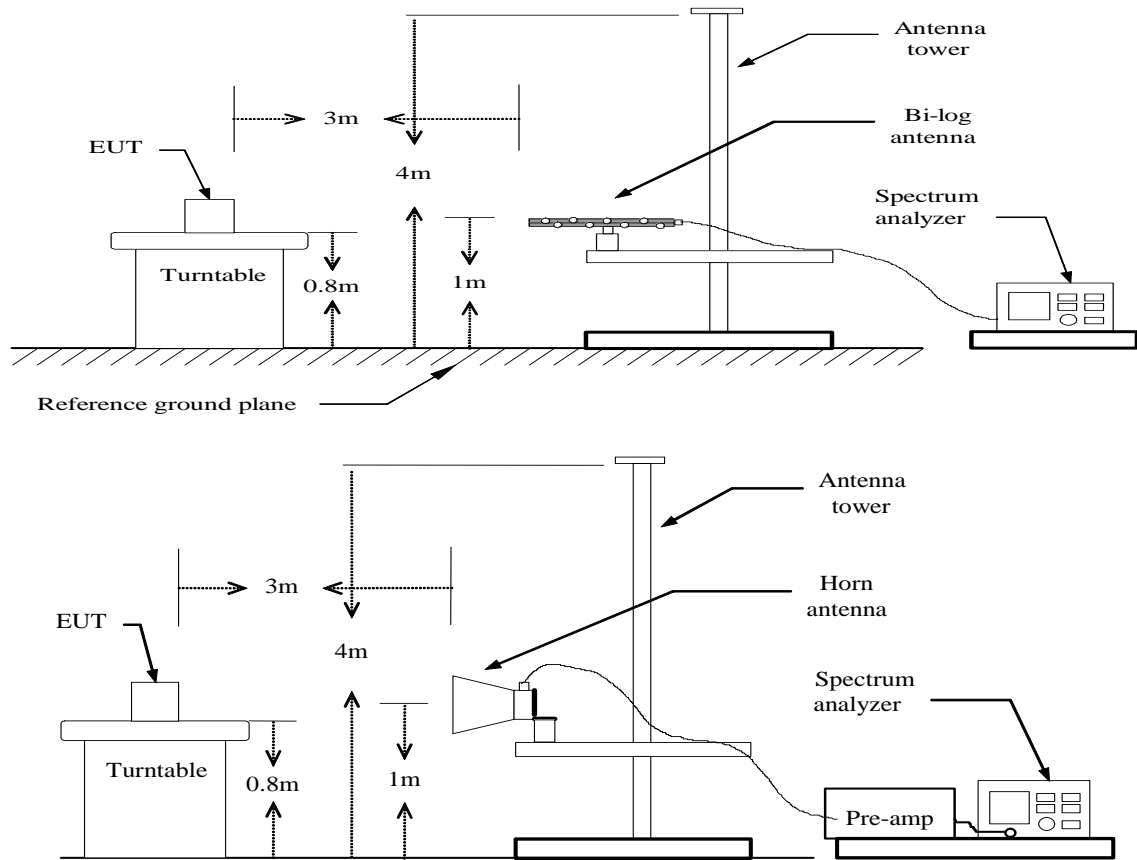 Antenna
tower
3m
Bi-log
antenna
EUT
4m
Spectrum
analyzer
Turntable
0.8m
1m
Reference ground plane
Antenna
tower
3m
Horn
antenna
EUT
4m
Spectrum
analyzer
Turntable
0.8m
1m
Pre-amp